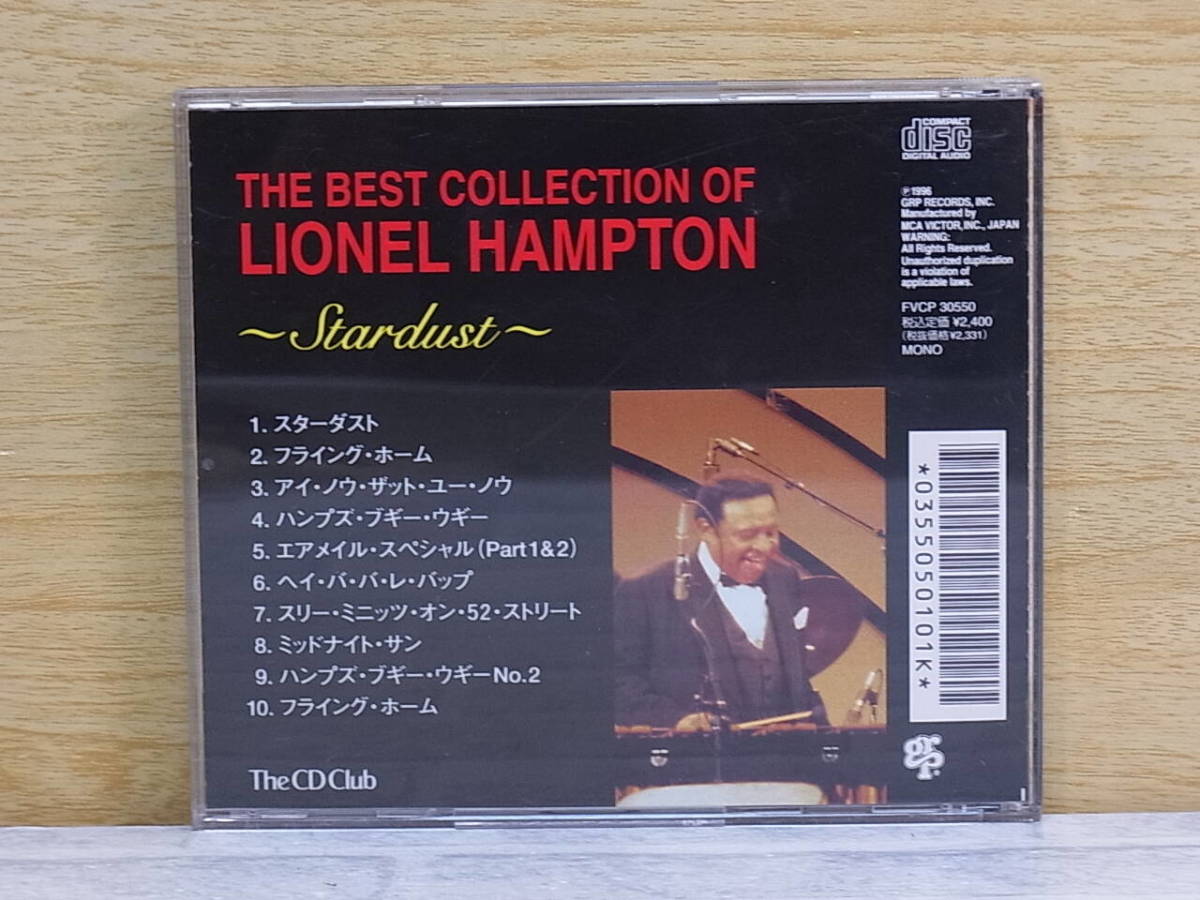 THE BEST COLLECTION OF
LIONEL HAMPTON
～Stardust～
1. スターダスト
2. フライング・ホーム
3. アイ・ノウ・ザット・ユー・ノウ
4. ハンプズ・ブギー・ウギー
5. エアメイル・スペシャル(Part1&2)
6. ヘイ・バ・バ・レ・バップ
7. スリー・ミニッツ・オン・52・ストリート
8. ミッドナイト・サン
9. ハンプズ・ブギー・ウギーNo.2
10. フライング・ホーム
The CD Club
COMPACT
disc
DIGITAL AUDIO
℗1996
GRP RECORDS, INC.
Manufactured by
MCA VICTOR, INC., JAPAN
WARNING:
All Rights Reserved.
Unauthorized duplication
is a violation of
applicable laws.
FVCP 30550
税込定価 ¥2,400
(税抜価格¥2,331)
MONO
*0355050101K*
grp